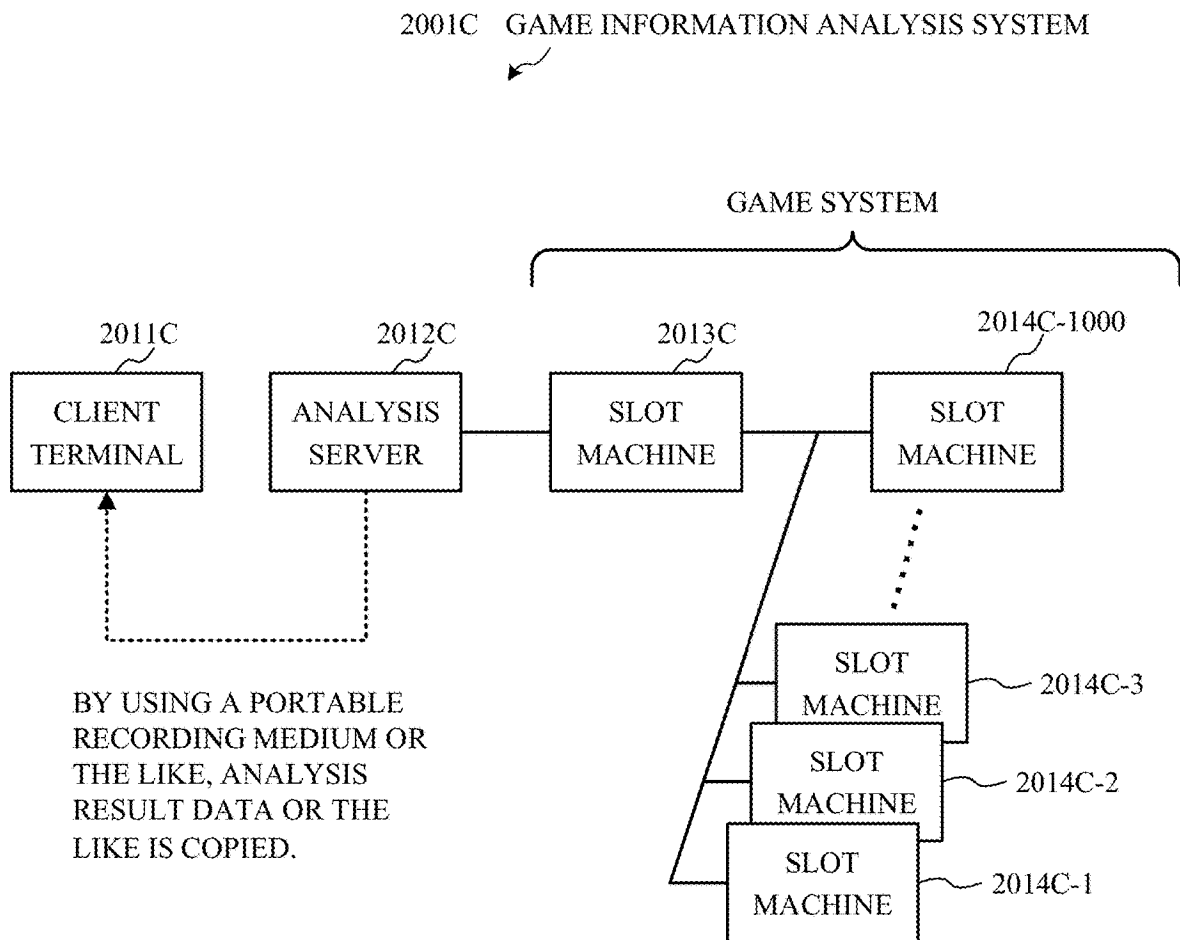 2001C GAME INFORMATION ANALYSIS SYSTEM
GAME SYSTEM
2011C
2012C
2013C
2014C-1000
CLIENT
TERMINAL
ANALYSIS
SERVER
SLOT
MACHINE
SLOT
MACHINE
SLOT
MACHINE
2014C-3
SLOT
MACHINE
2014C-2
SLOT
MACHINE
2014C-1
BY USING A PORTABLE
RECORDING MEDIUM OR
THE LIKE, ANALYSIS
RESULT DATA OR THE
LIKE IS COPIED.